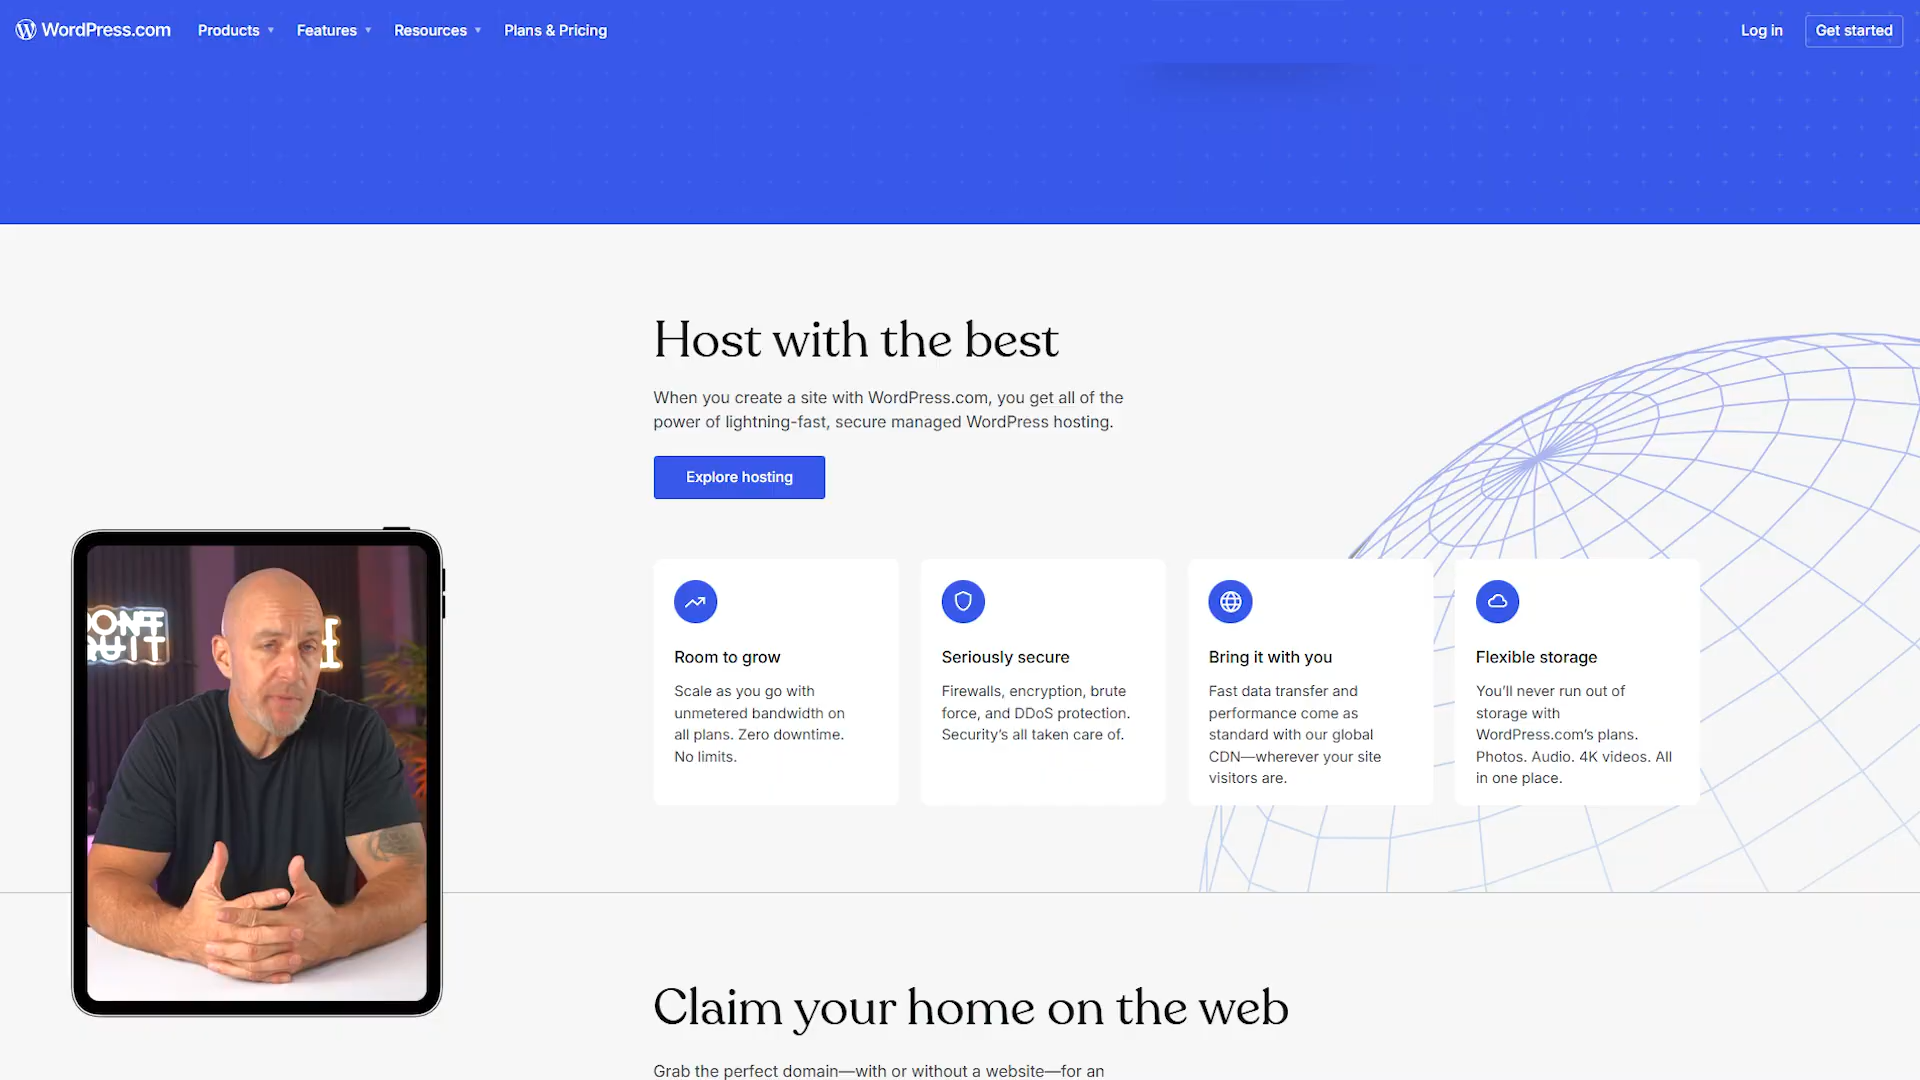 WordPress.com Products Features Resources Plans & Pricing Log in Get started
Host with the best
When you create a site with WordPress.com, you get all of the
power of lightning-fast, secure managed WordPress hosting.
Explore hosting
Room to grow
Scale as you go with
unmetered bandwidth on
all plans. Zero downtime.
No limits.
Seriously secure
Firewalls, encryption, brute
force, and DDoS protection.
Security’s all taken care of.
Bring it with you
Fast data transfer and
performance come as
standard with our global
CDN—wherever your site
visitors are.
Flexible storage
You’ll never run out of
storage with
WordPress.com’s plans.
Photos. Audio. 4K videos. All
in one place.
Claim your home on the web
Grab the perfect domain—with or without a website—for an